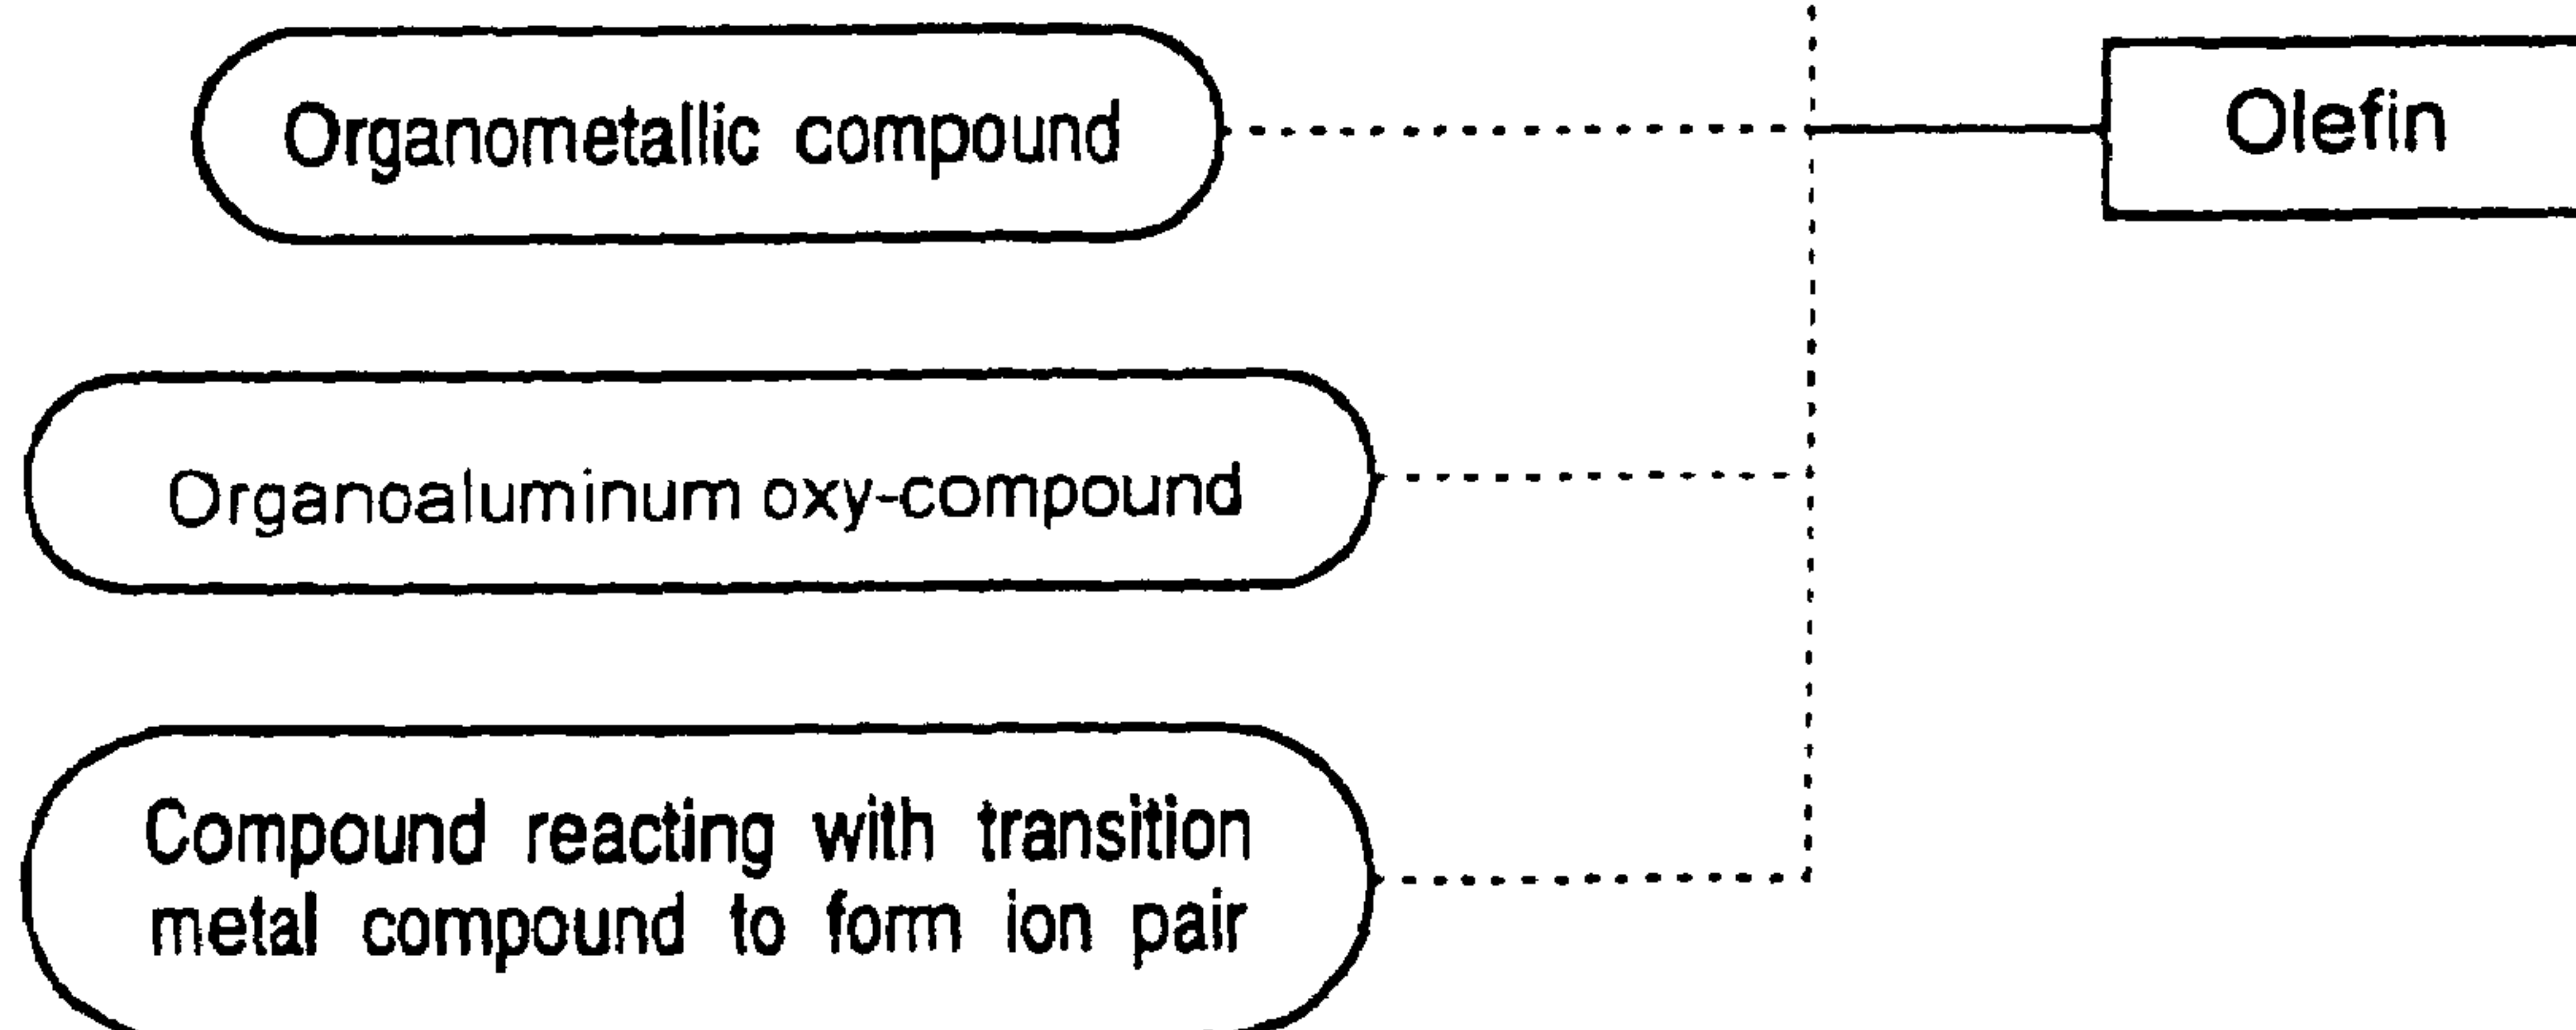 Organometallic compound
Olefin
Organoaluminum oxy-compound
Compound reacting with transition
metal compound to form ion pair